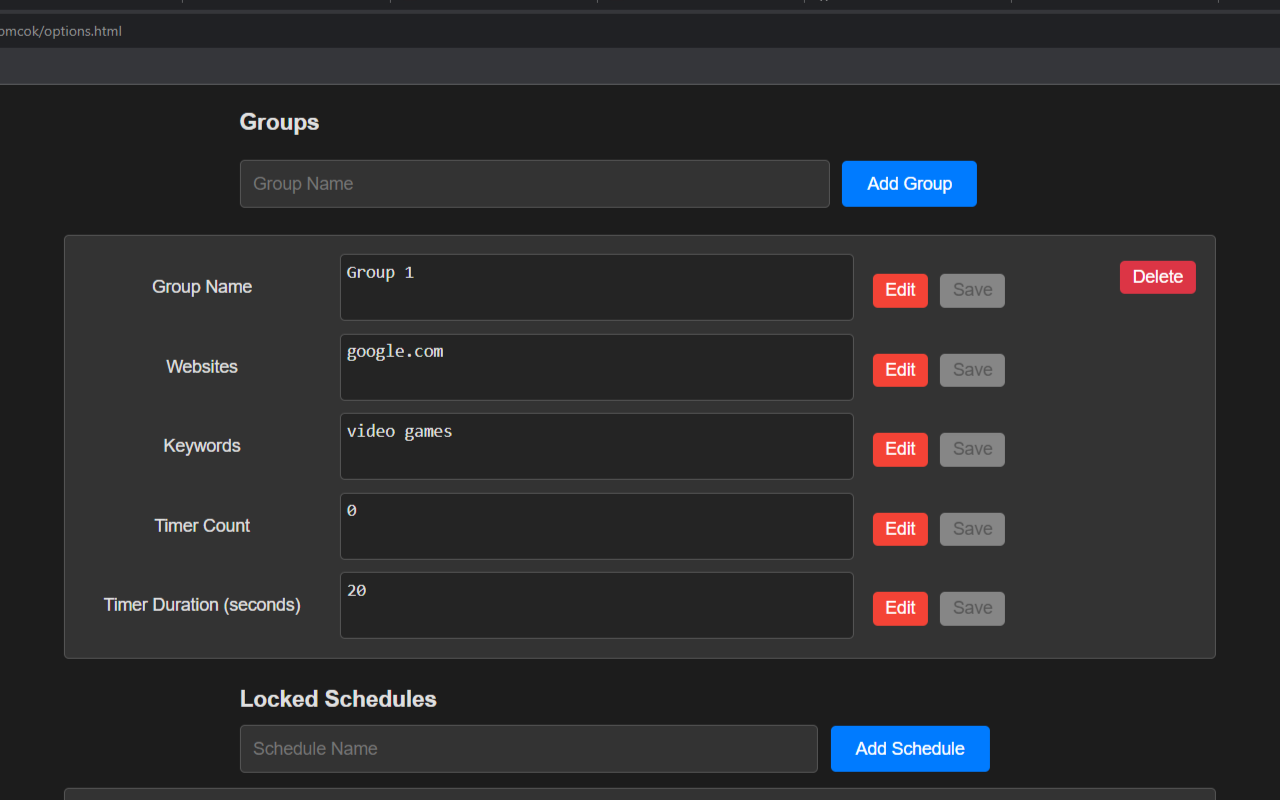 omcok/options.html
Groups
Group Name
Add Group
Group Name
Group 1
Edit
Save
Delete
Websites
google.com
Edit
Save
Keywords
video games
Edit
Save
Timer Count
0
Edit
Save
Timer Duration (seconds)
20
Edit
Save
Locked Schedules
Schedule Name
Add Schedule